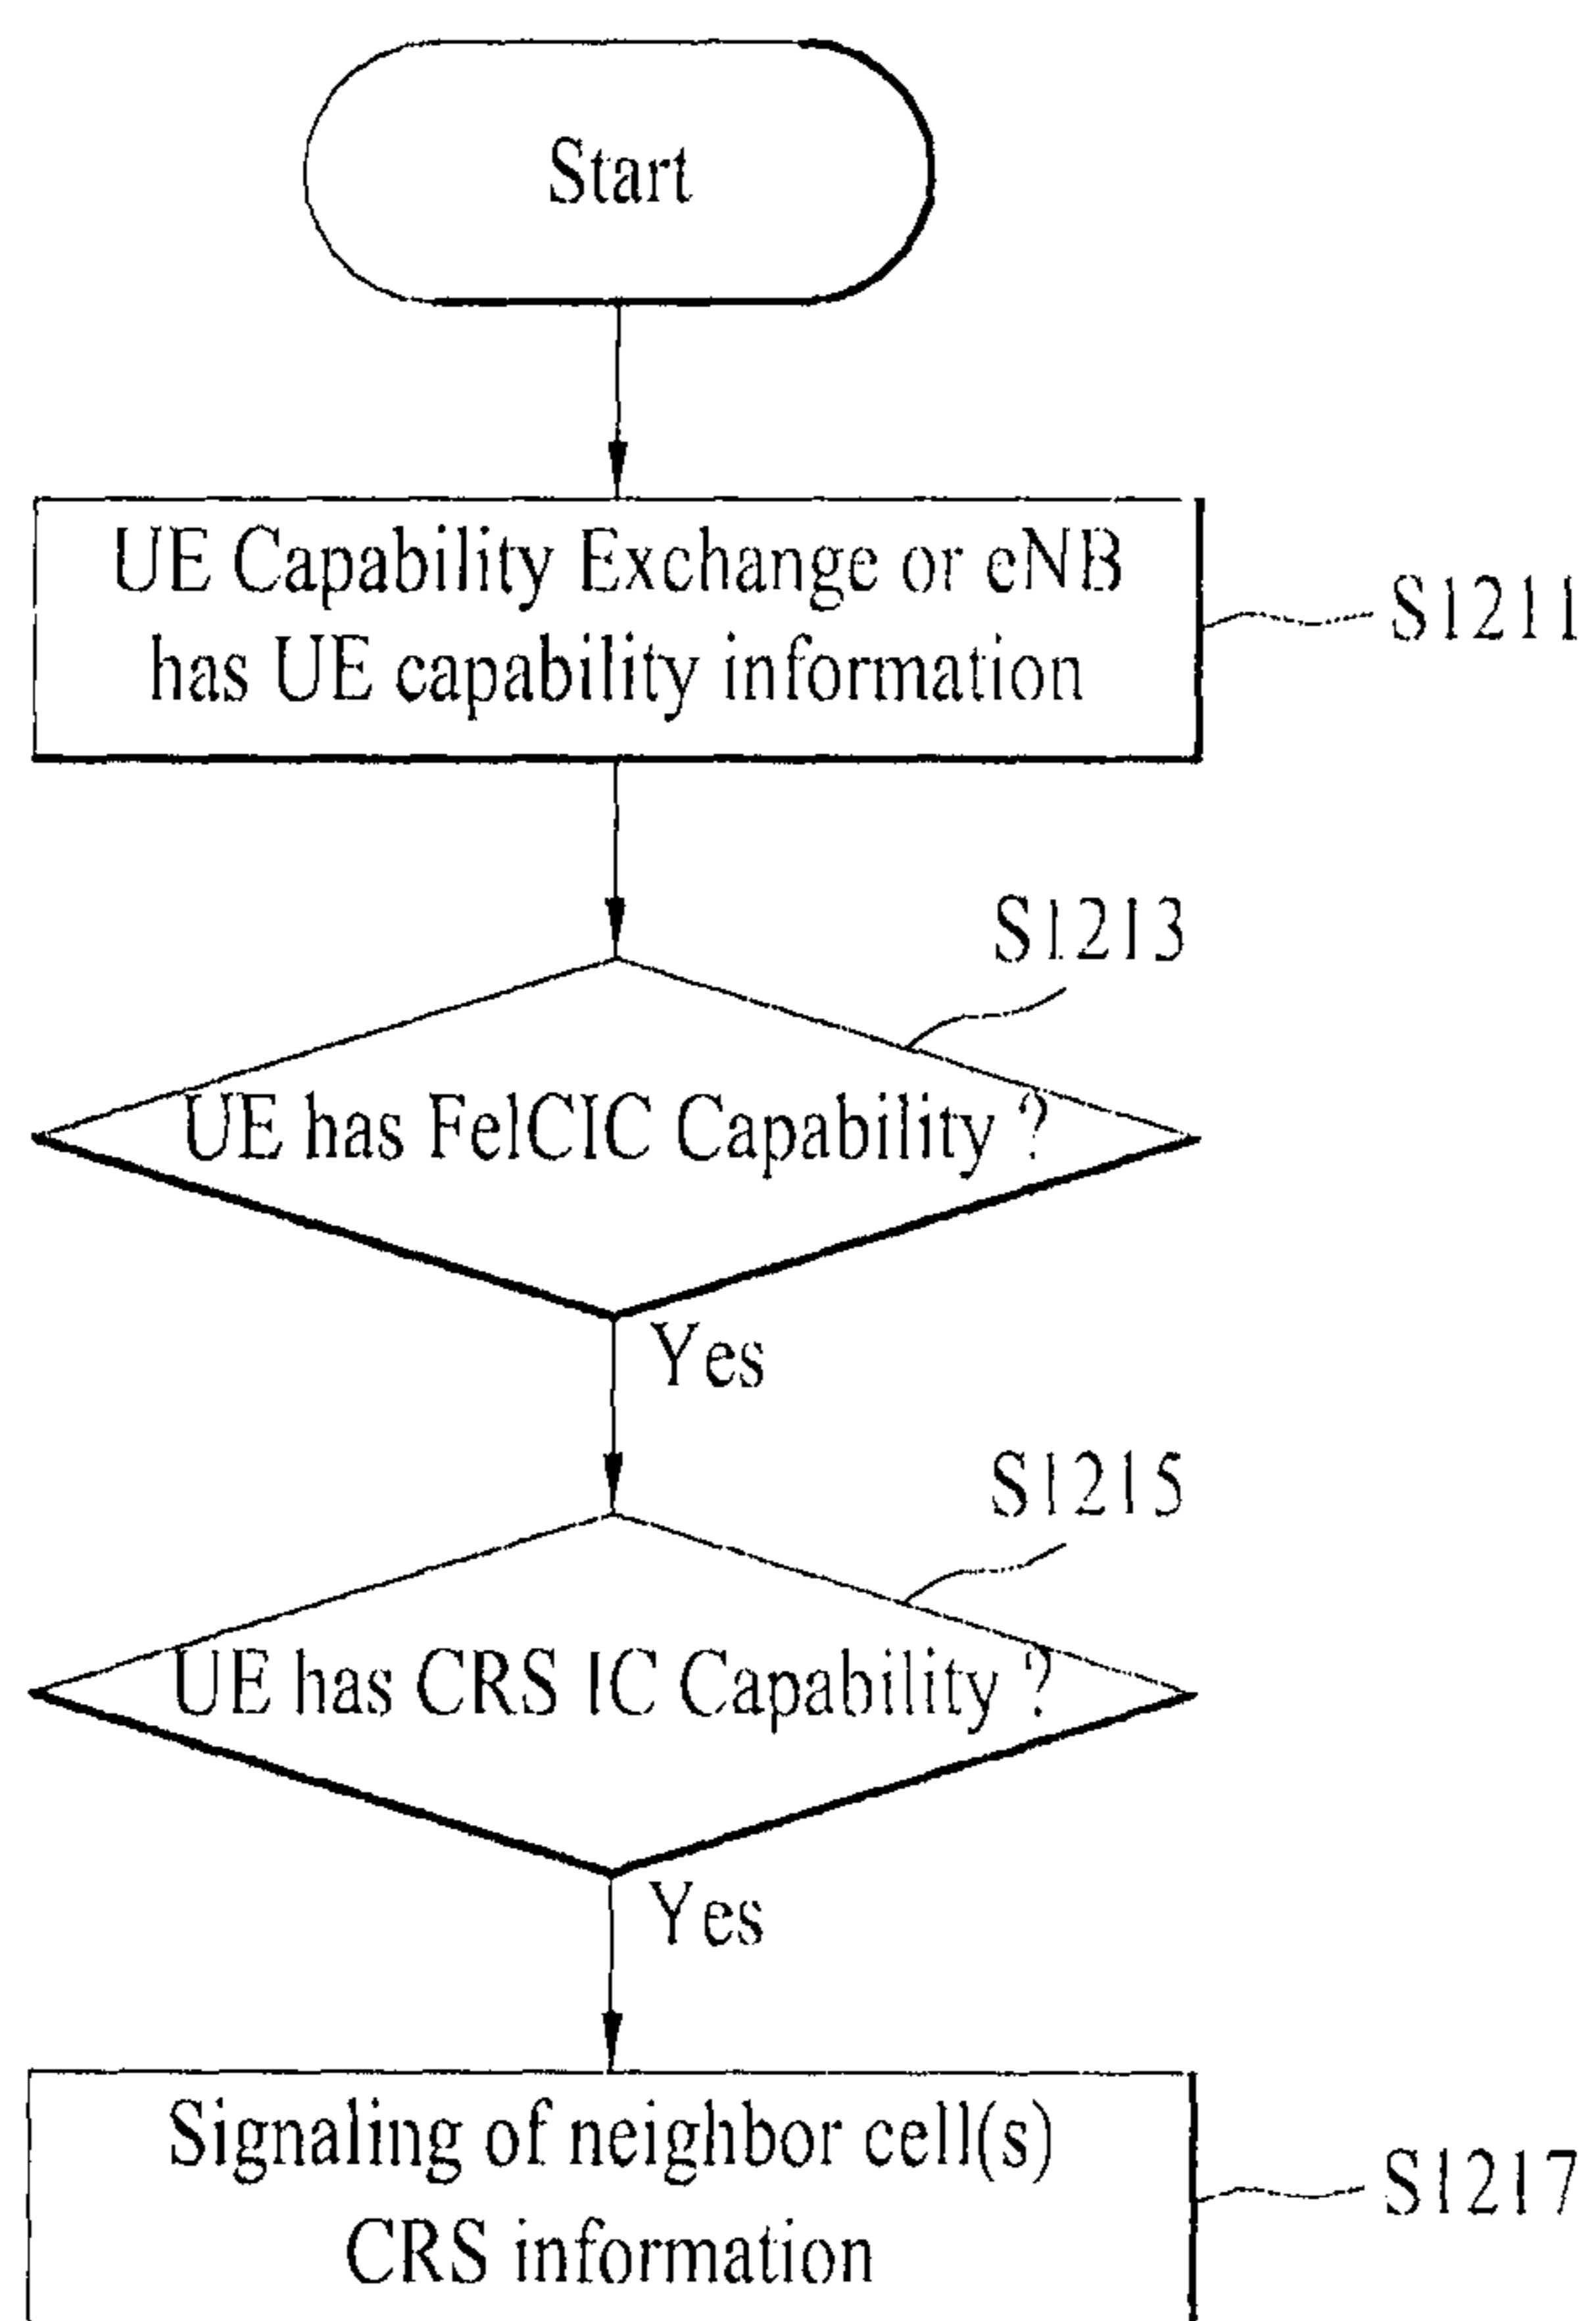 Start
UE Capability Exchange or eNB
has UE capability information
S1211
S1213
UE has FeICIC Capability ?
Yes
S1215
UE has CRS IC Capability ?
Yes
Signaling of neighbor cell(s)
CRS information
S1217